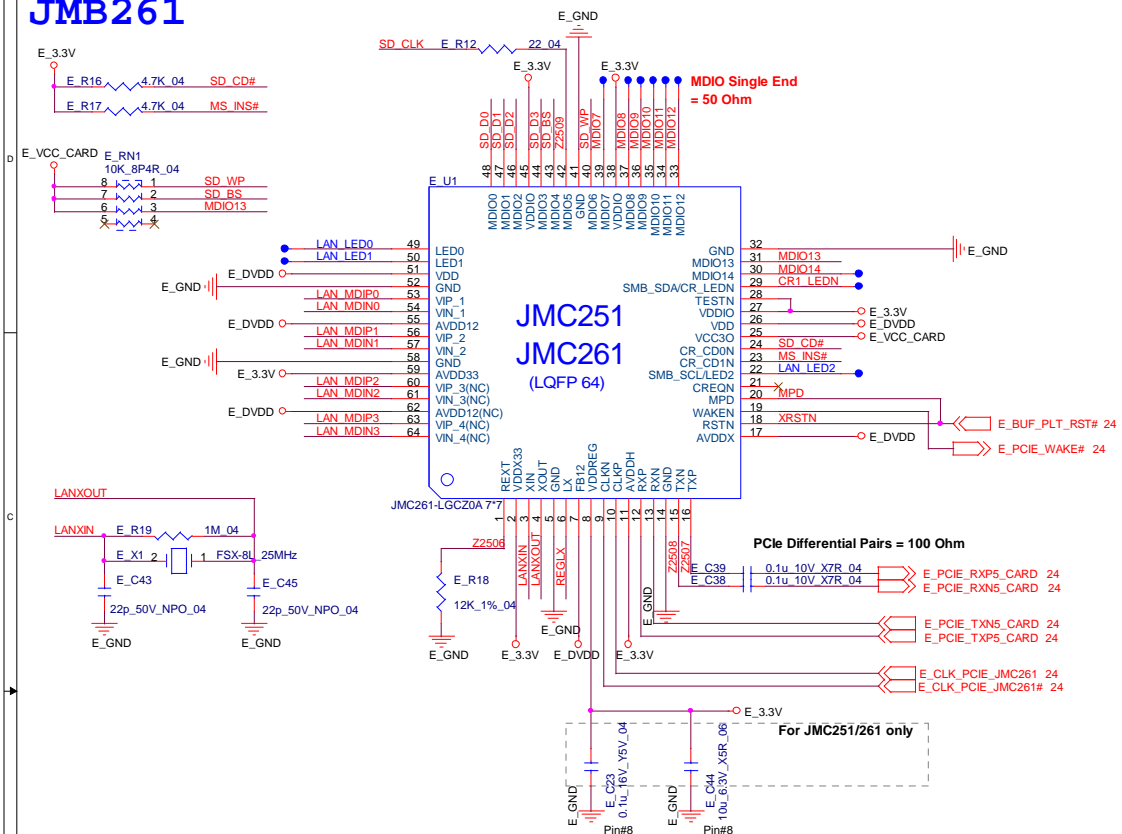 JMB261
E_3.3V
E_R16 4.7K_04 SD_CD#
E_R17 4.7K_04 MS_INS#
E_VCC_CARD E_RN1
10K_8P4R_04
8 1 SD_WP
7 2 SD_BS
6 3 MDIO13
5 4
D
C
E_GND
SD_CLK E_R12 22_04
E_3.3V
E_3.3V
MDIO Single End
= 50 Ohm
SD_D0
SD_D1
SD_D2
SD_D3
SD_BS
Z2509
SD_WP
MDIO7
MDIO8
MDIO9
MDIO10
MDIO11
MDIO12
48 47 46 45 44 43 42 41 40 39 38 37 36 35 34 33
E_U1
MDIO0
MDIO1
MDIO2
VDDIO
MDIO3
MDIO4
MDIO5
GND
MDIO6
MDIO7
VDDIO
MDIO8
MDIO9
MDIO10
MDIO11
MDIO12
LAN_LED0 49 LED0
LAN_LED1 50 LED1
E_DVDD 51 VDD
E_GND 52 GND
LAN_MDIP0 53 VIP_1
LAN_MDIN0 54 VIN_1
E_DVDD 55 AVDD12
LAN_MDIP1 56 VIP_2
LAN_MDIN1 57 VIN_2
E_GND 58 GND
E_3.3V 59 AVDD33
LAN_MDIP2 60 VIP_3(NC)
LAN_MDIN2 61 VIN_3(NC)
E_DVDD 62 AVDD12(NC)
LAN_MDIP3 63 VIP_4(NC)
LAN_MDIN3 64 VIN_4(NC)
JMC251
JMC261
(LQFP 64)
GND 32 E_GND
MDIO13 31 MDIO13
MDIO14 30 MDIO14
SMB_SDA/CR_LEDN 29 CR1_LEDN
TESTN 28
VDDIO 27 E_3.3V
VDD 26 E_DVDD
VCC3O 25 E_VCC_CARD
CR_CD0N 24 SD_CD#
CR_CD1N 23 MS_INS#
SMB_SCL/LED2 22 LAN_LED2
CREQN 21
MPD 20 MPD
WAKEN 19
RSTN 18 XRSTN
AVDDX 17 E_DVDD
E_BUF_PLT_RST# 24
E_PCIE_WAKE# 24
REXT
VDDX33
XIN
XOUT
GND
LX
FB12
VDDREG
CLKN
CLKP
AVDDH
RXP
RXN
GND
TXN
TXP
JMC261-LGCZ0A 7*7
1 2 3 4 5 6 7 8 9 10 11 12 13 14 15 16
LANXOUT
LANXIN E_R19 1M_04
E_X1 2 1 FSX-8L_25MHz
E_C43
22p_50V_NPO_04
E_GND
E_C45
22p_50V_NPO_04
E_GND
Z2506
E_R18
12K_1%_04
E_GND
LANXIN
LANXOUT
REGLX
E_GND
E_3.3V
E_DVDD
E_3.3V
E_GND
Z2508
Z2507
PCIe Differential Pairs = 100 Ohm
E_C39 0.1u_10V_X7R_04 E_PCIE_RXP5_CARD 24
E_C38 0.1u_10V_X7R_04 E_PCIE_RXN5_CARD 24
E_PCIE_TXN5_CARD 24
E_PCIE_TXP5_CARD 24
E_CLK_PCIE_JMC261 24
E_CLK_PCIE_JMC261# 24
E_3.3V
For JMC251/261 only
E_C23
0.1u_16V_Y5V_04
E_GND
Pin#8
E_C44
10u_6.3V_X5R_06
E_GND
Pin#8